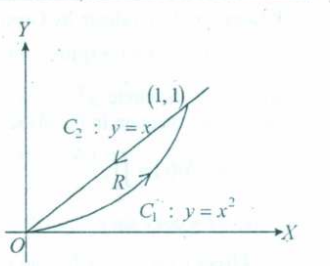 Y
(1, 1)
C₂ : y = x
R
C₁ : y = x²
O
X